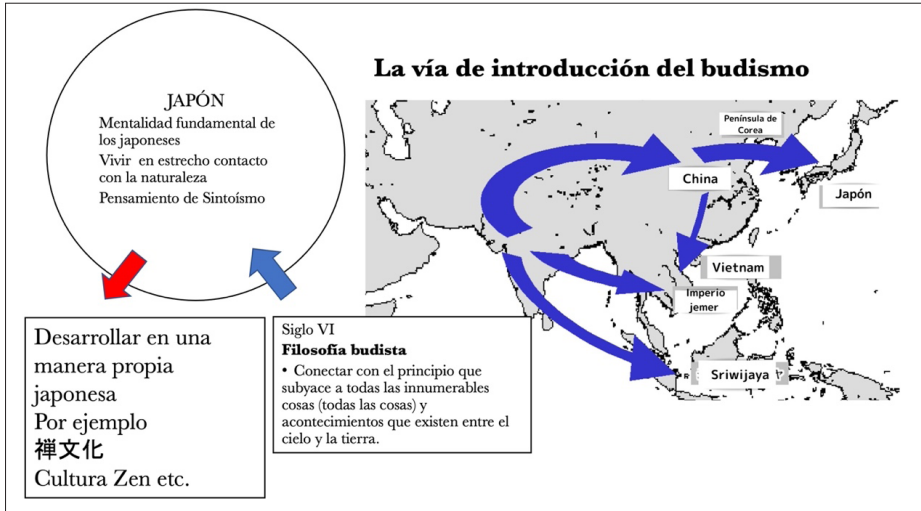 La vía de introducción del budismo
JAPÓN
Mentalidad fundamental de
los japoneses
Vivir en estrecho contacto
con la naturaleza
Pensamiento de Sintoísmo
Península de
Corea
China
Japón
Vietnam
Imperio
jemer
Sriwijaya
Desarrollar en una
manera propia
japonesa
Por ejemplo
禅文化
Cultura Zen etc.
Siglo VI
Filosofía budista
• Conectar con el principio que
subyace a todas las innumerables
cosas (todas las cosas) y
acontecimientos que existen entre el
cielo y la tierra.